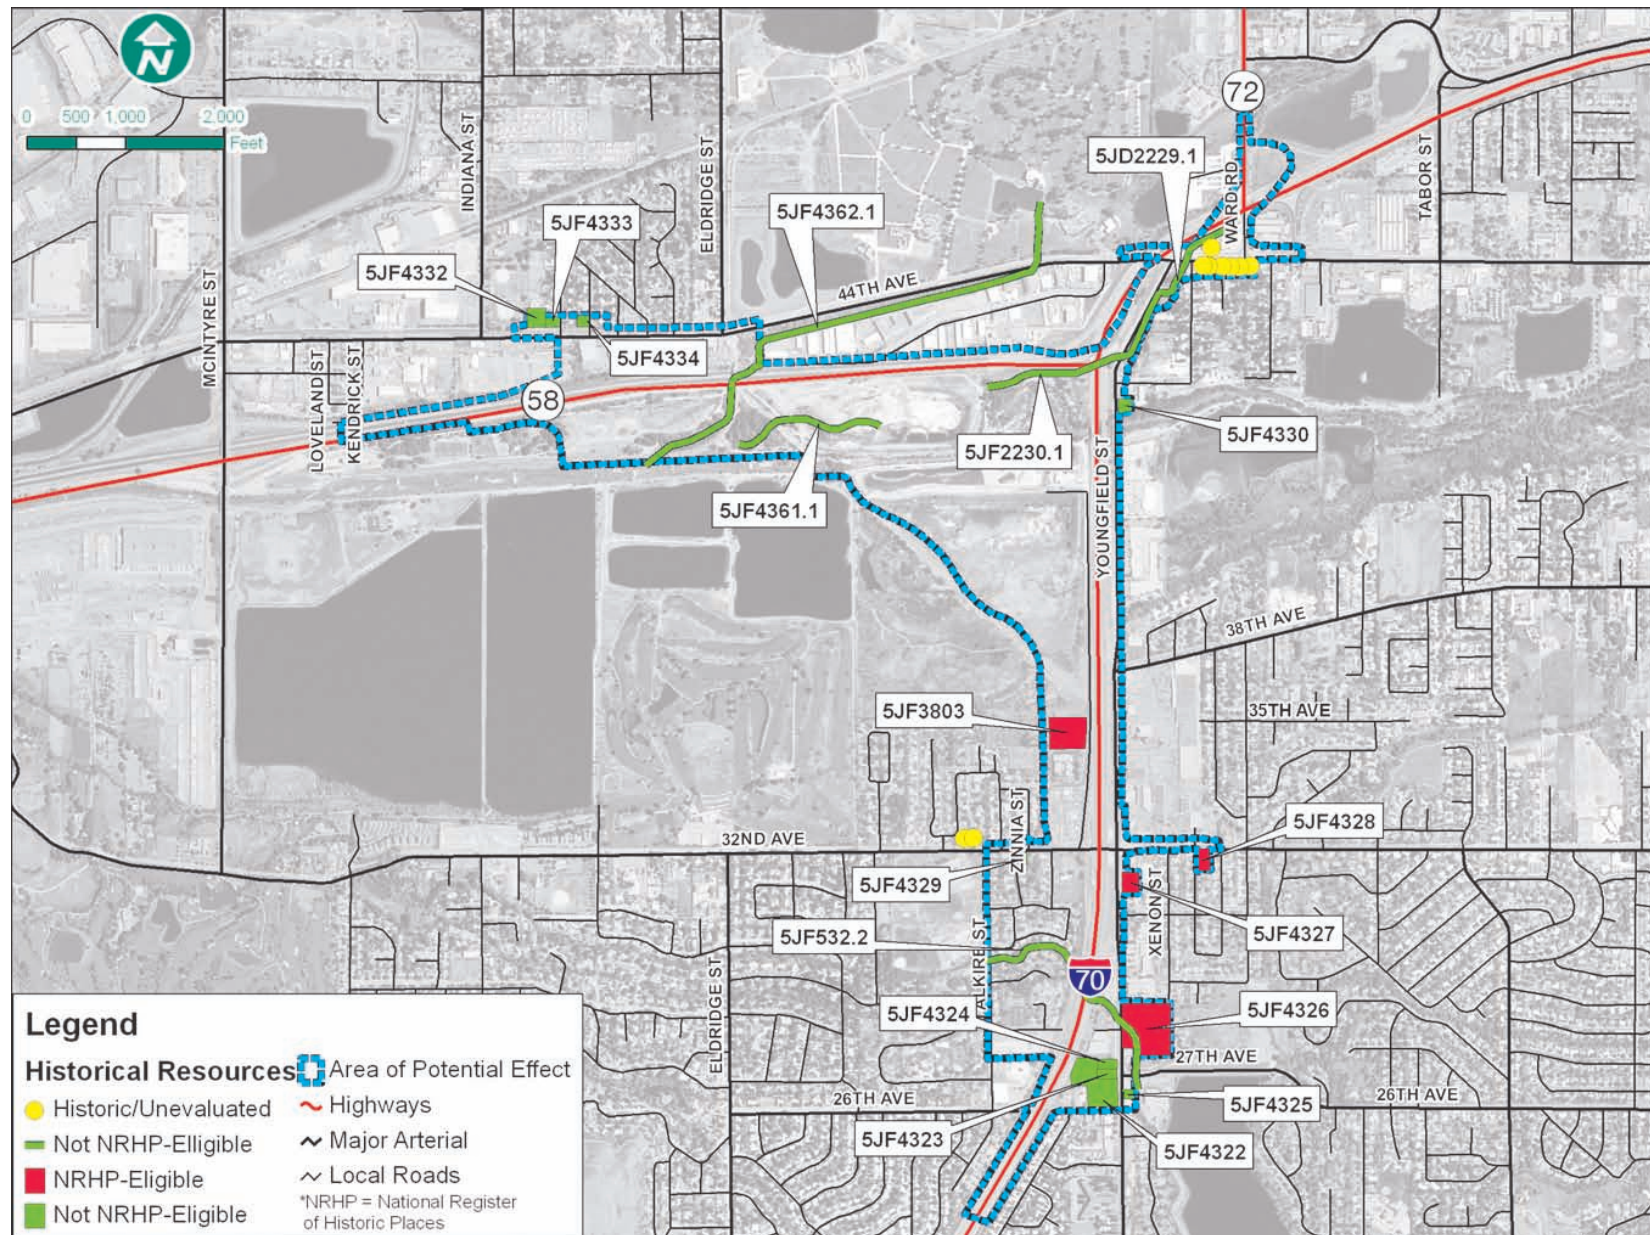 N
0 500 1,000 2,000
Feet
72
58
70
INDIANA ST
ELDRIDGE ST
MCINTYRE ST
LOVELAND ST
KENDRICK ST
44TH AVE
WARD RD
TABOR ST
YOUNGFIELD ST
38TH AVE
35TH AVE
32ND AVE
ZINNIA ST
ALKIRE ST
XENON ST
ELDRIDGE ST
27TH AVE
26TH AVE
26TH AVE
5JD2229.1
5JF4362.1
5JF4333
5JF4332
5JF4334
5JF4330
5JF2230.1
5JF4361.1
5JF3803
5JF4328
5JF4329
5JF4327
5JF532.2
5JF4324
5JF4326
5JF4325
5JF4323
5JF4322
Legend
Historical Resources
Historic/Unevaluated
Not NRHP-Elligible
NRHP-Eligible
Not NRHP-Eligible
Area of Potential Effect
Highways
Major Arterial
Local Roads
*NRHP = National Register
of Historic Places